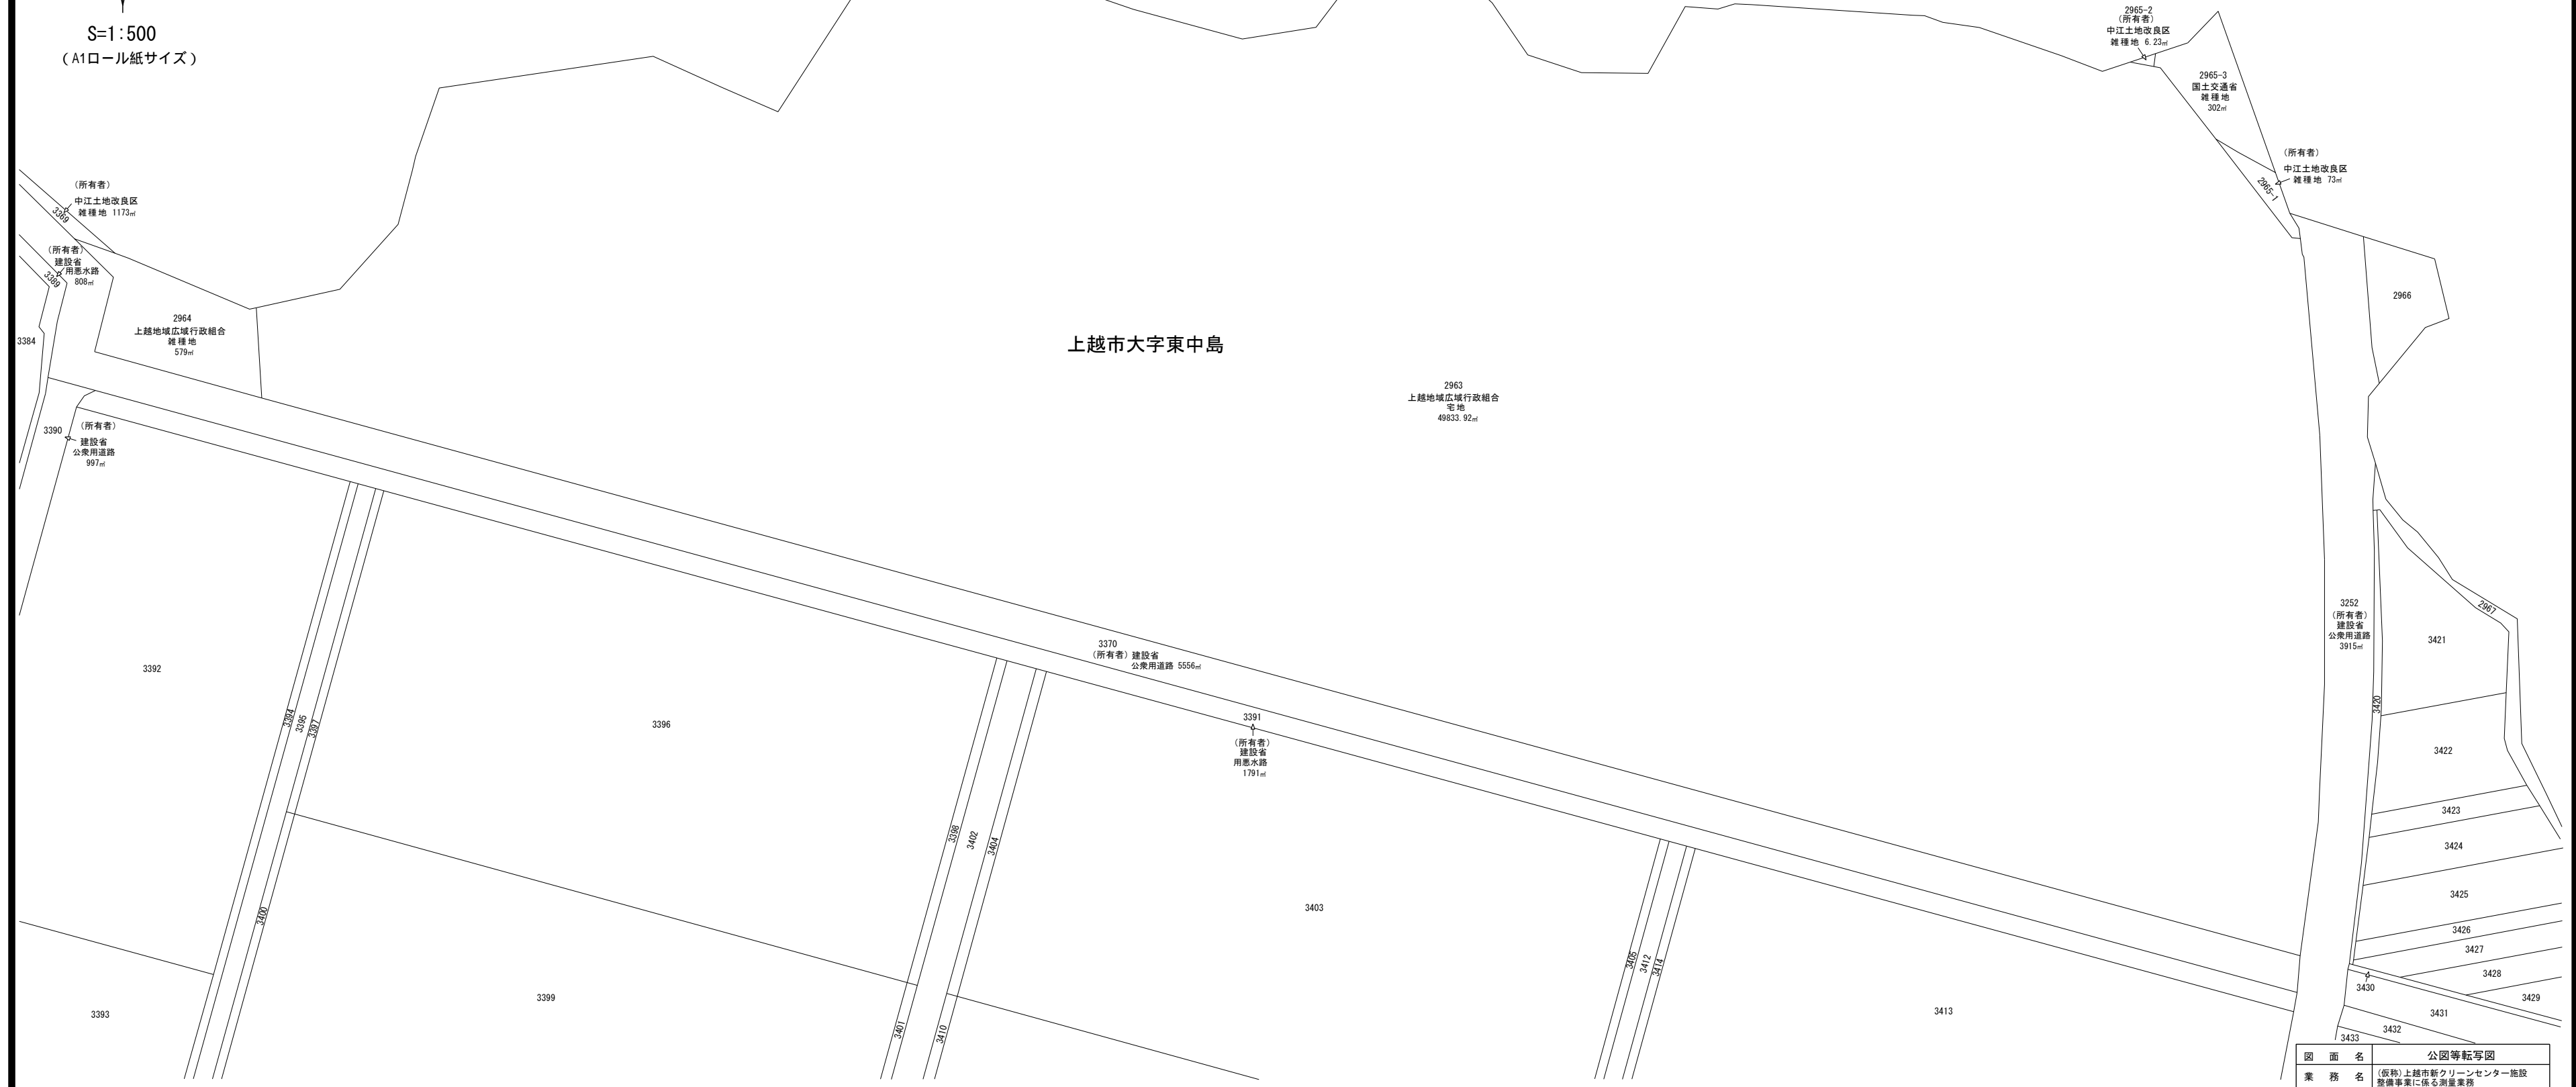 S=1:500
(A1ロール紙サイズ)
2965-2
(所有者)
中江土地改良区
雑種地 6.23㎡
2965-3
国土交通省
雑種地
302㎡
(所有者)
中江土地改良区
雑種地 73㎡
2965-1
(所有者)
中江土地改良区
雑種地 1173㎡
3369
(所有者)
建設省
用悪水路
808㎡
3389
3384
2964
上越地域広域行政組合
雑種地
579㎡
上越市大字東中島
2963
上越地域広域行政組合
宅地
49833.92㎡
2966
3390
(所有者)
建設省
公衆用道路
997㎡
3252
(所有者)
建設省
公衆用道路
3915㎡
2967
3421
3370
(所有者) 建設省
公衆用道路 5556㎡
3392
3394
3395
3397
3396
3391
(所有者)
建設省
用悪水路
1791㎡
3420
3422
3423
3424
3398
3402
3404
3425
3403
3400
3426
3427
3405
3412
3414
3428
3430
3429
3399
3393
3401
3410
3413
3431
3432
3433
図面名 公図等転写図
業務名 (仮称)上越市新クリーンセンター施設
整備事業に係る測量業務